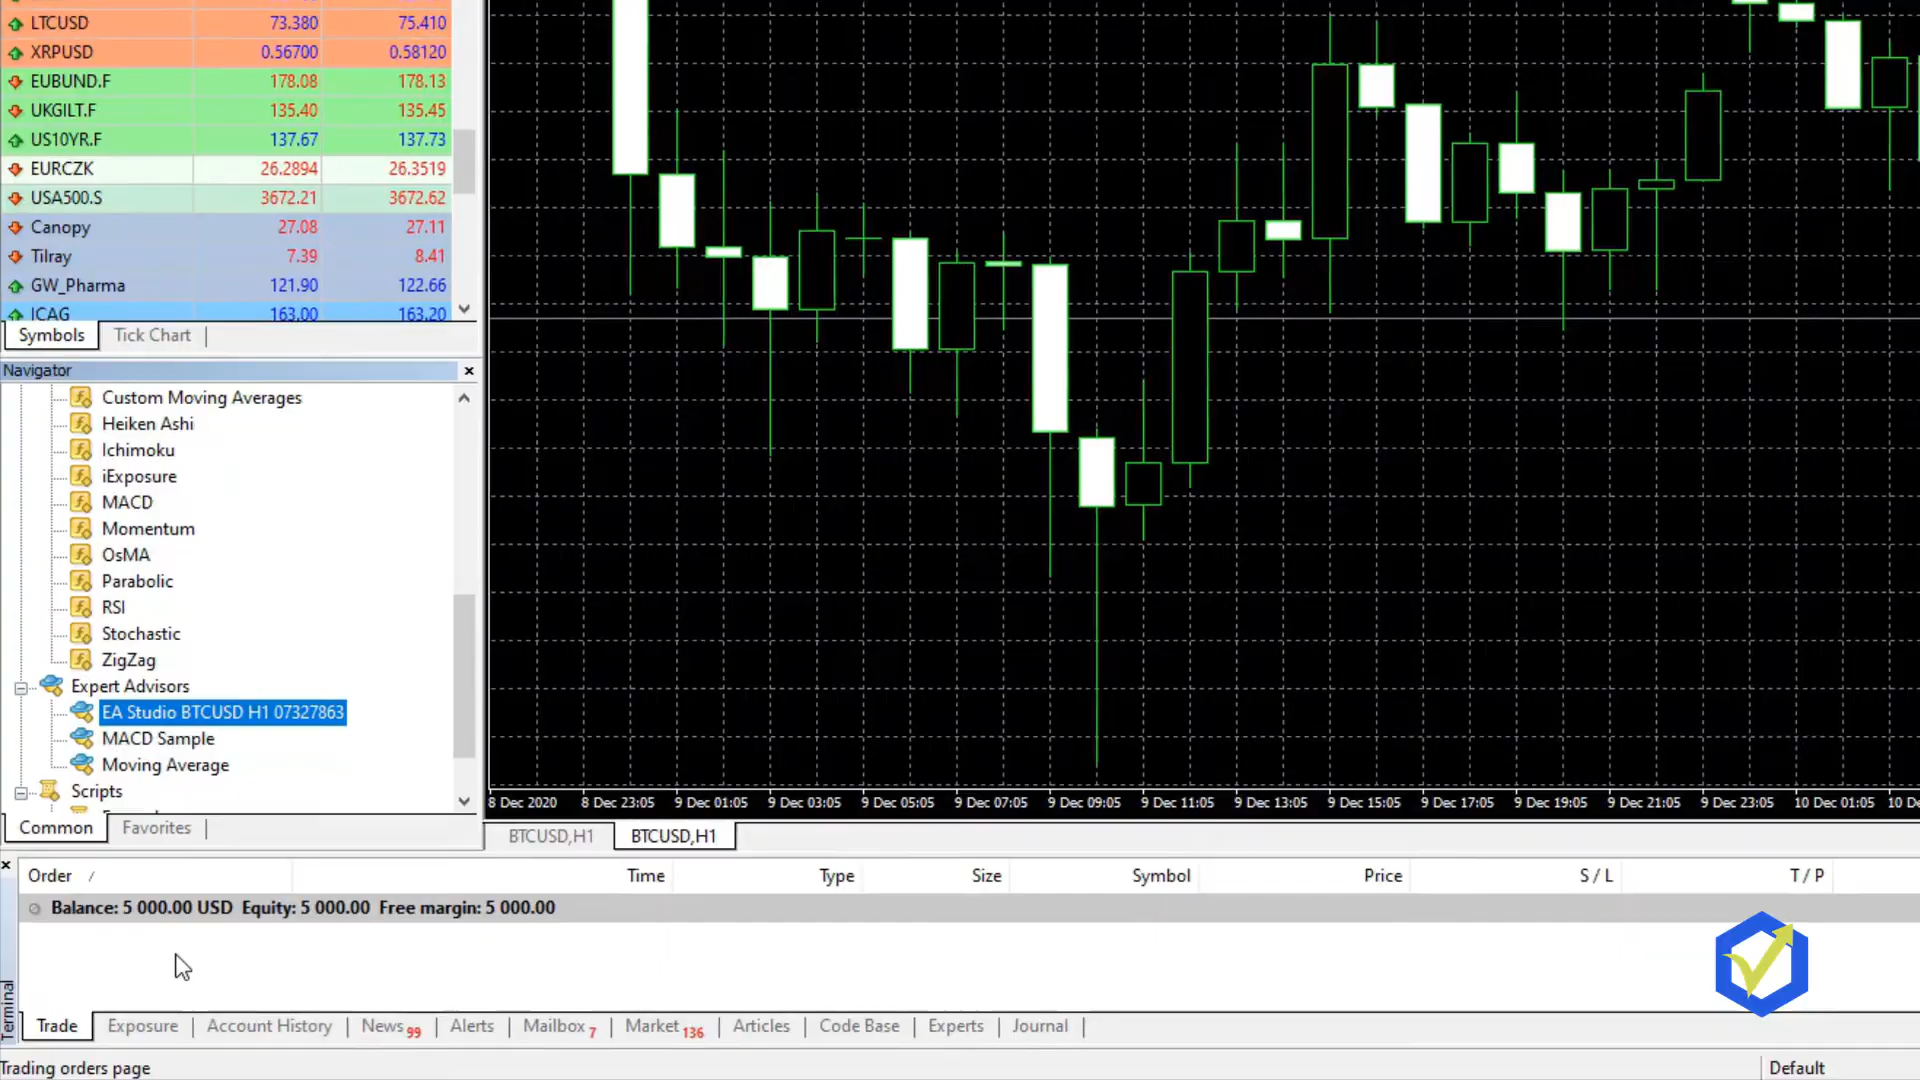 LTCUSD 73.380 75.410
XRPUSD 0.56700 0.58120
EUBUND.F 178.08 178.13
UKGILT.F 135.40 135.45
US10YR.F 137.67 137.73
EURCZK 26.2894 26.3519
USA500.S 3672.21 3672.62
Canopy 27.08 27.11
Tilray 7.39 8.41
GW_Pharma 121.90 122.66
ICAG 163.00 163.20
Symbols Tick Chart
Navigator
Custom Moving Averages
Heiken Ashi
Ichimoku
iExposure
MACD
Momentum
OsMA
Parabolic
RSI
Stochastic
ZigZag
Expert Advisors
EA Studio BTCUSD H1 07327863
MACD Sample
Moving Average
Scripts
Common Favorites
8 Dec 2020 8 Dec 23:05 9 Dec 01:05 9 Dec 03:05 9 Dec 05:05 9 Dec 07:05 9 Dec 09:05 9 Dec 11:05 9 Dec 13:05 9 Dec 15:05 9 Dec 17:05 9 Dec 19:05 9 Dec 21:05 9 Dec 23:05 10 Dec 01:05
BTCUSD,H1 BTCUSD,H1
Order / Time Type Size Symbol Price S / L T / P
Balance: 5 000.00 USD Equity: 5 000.00 Free margin: 5 000.00
Terminal
Trade Exposure Account History News 99 Alerts Mailbox 7 Market 136 Articles Code Base Experts Journal
Trading orders page Default